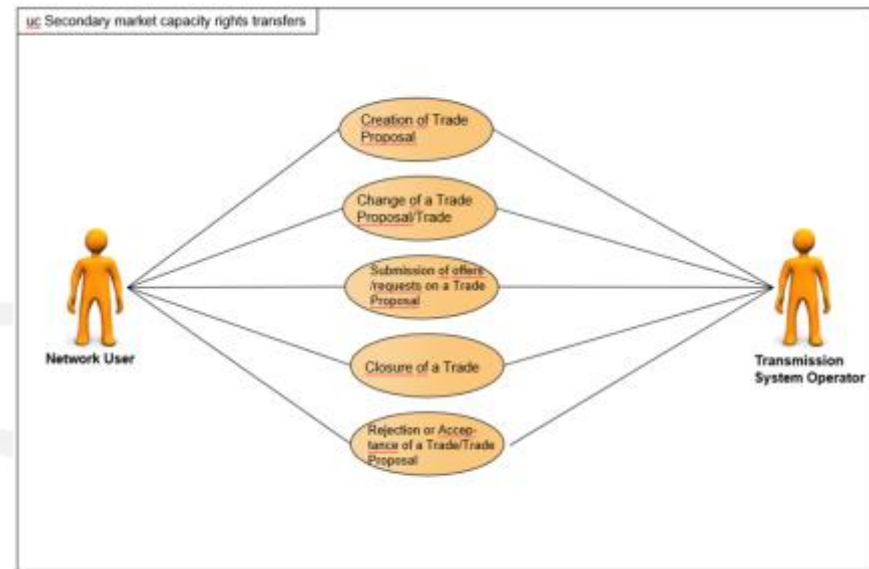 uc Secondary market capacity rights transfers
Creation of Trade
Proposal
Change of a Trade
Proposal/Trade
Submission of offers
/requests on a Trade
Proposal
Closure of a Trade
Rejection or Accep-
tance of a Trade/Trade
Proposal
Network User
Transmission
System Operator